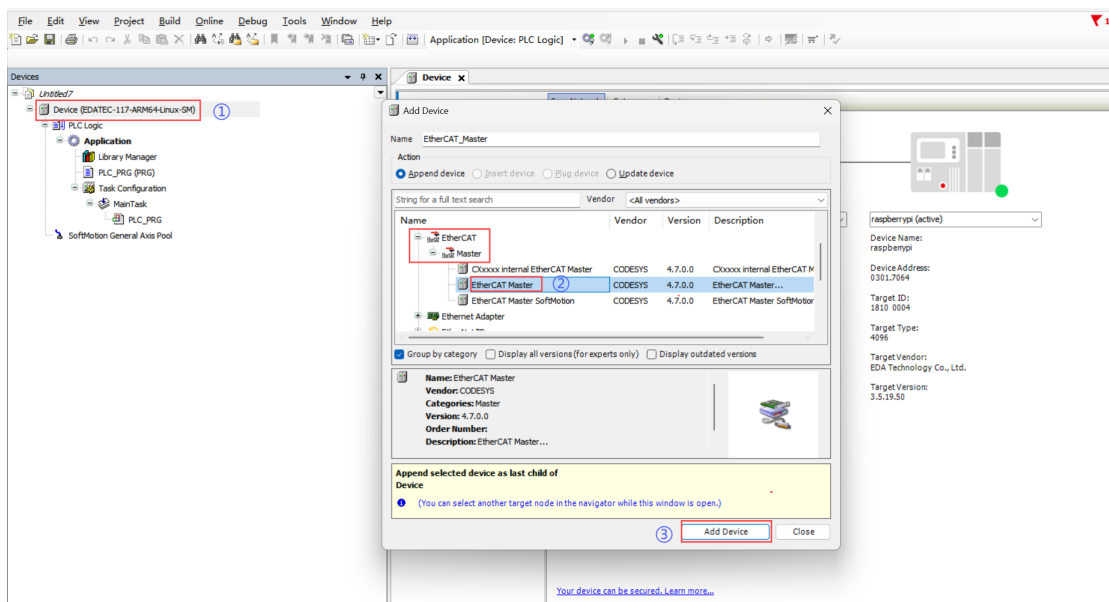 File Edit View Project Build Online Debug Tools Window Help
1
Application [Device: PLC Logic]
Devices
Untitled7
Device (EDATEC-117-ARM64-Linux-SM)
①
PLC Logic
Application
Library Manager
PLC_PRG (PRG)
Task Configuration
MainTask
PLC_PRG
SoftMotion General Axis Pool
Device
Add Device
Name EtherCAT_Master
Action
Append device Insert device Plug device Update device
String for a full text search Vendor <All vendors>
Name Vendor Version Description
EtherCAT
Master
CXxxxx internal EtherCAT Master CODESYS 4.7.0.0 CXxxxx internal EtherCAT M
EtherCAT Master ② CODESYS 4.7.0.0 EtherCAT Master...
EtherCAT Master SoftMotion CODESYS 4.7.0.0 EtherCAT Master SoftMotion
Ethernet Adapter
Group by category Display all versions (for experts only) Display outdated versions
Name: EtherCAT Master
Vendor: CODESYS
Categories: Master
Version: 4.7.0.0
Order Number:
Description: EtherCAT Master...
Append selected device as last child of
Device
(You can select another target node in the navigator while this window is open.)
③ Add Device Close
raspberrypi (active)
Device Name:
raspberrypi
Device Address:
0301.7064
Target ID:
1810 0004
Target Type:
4096
Target Vendor:
EDA Technology Co., Ltd.
Target Version:
3.5.19.50
Your device can be secured. Learn more...